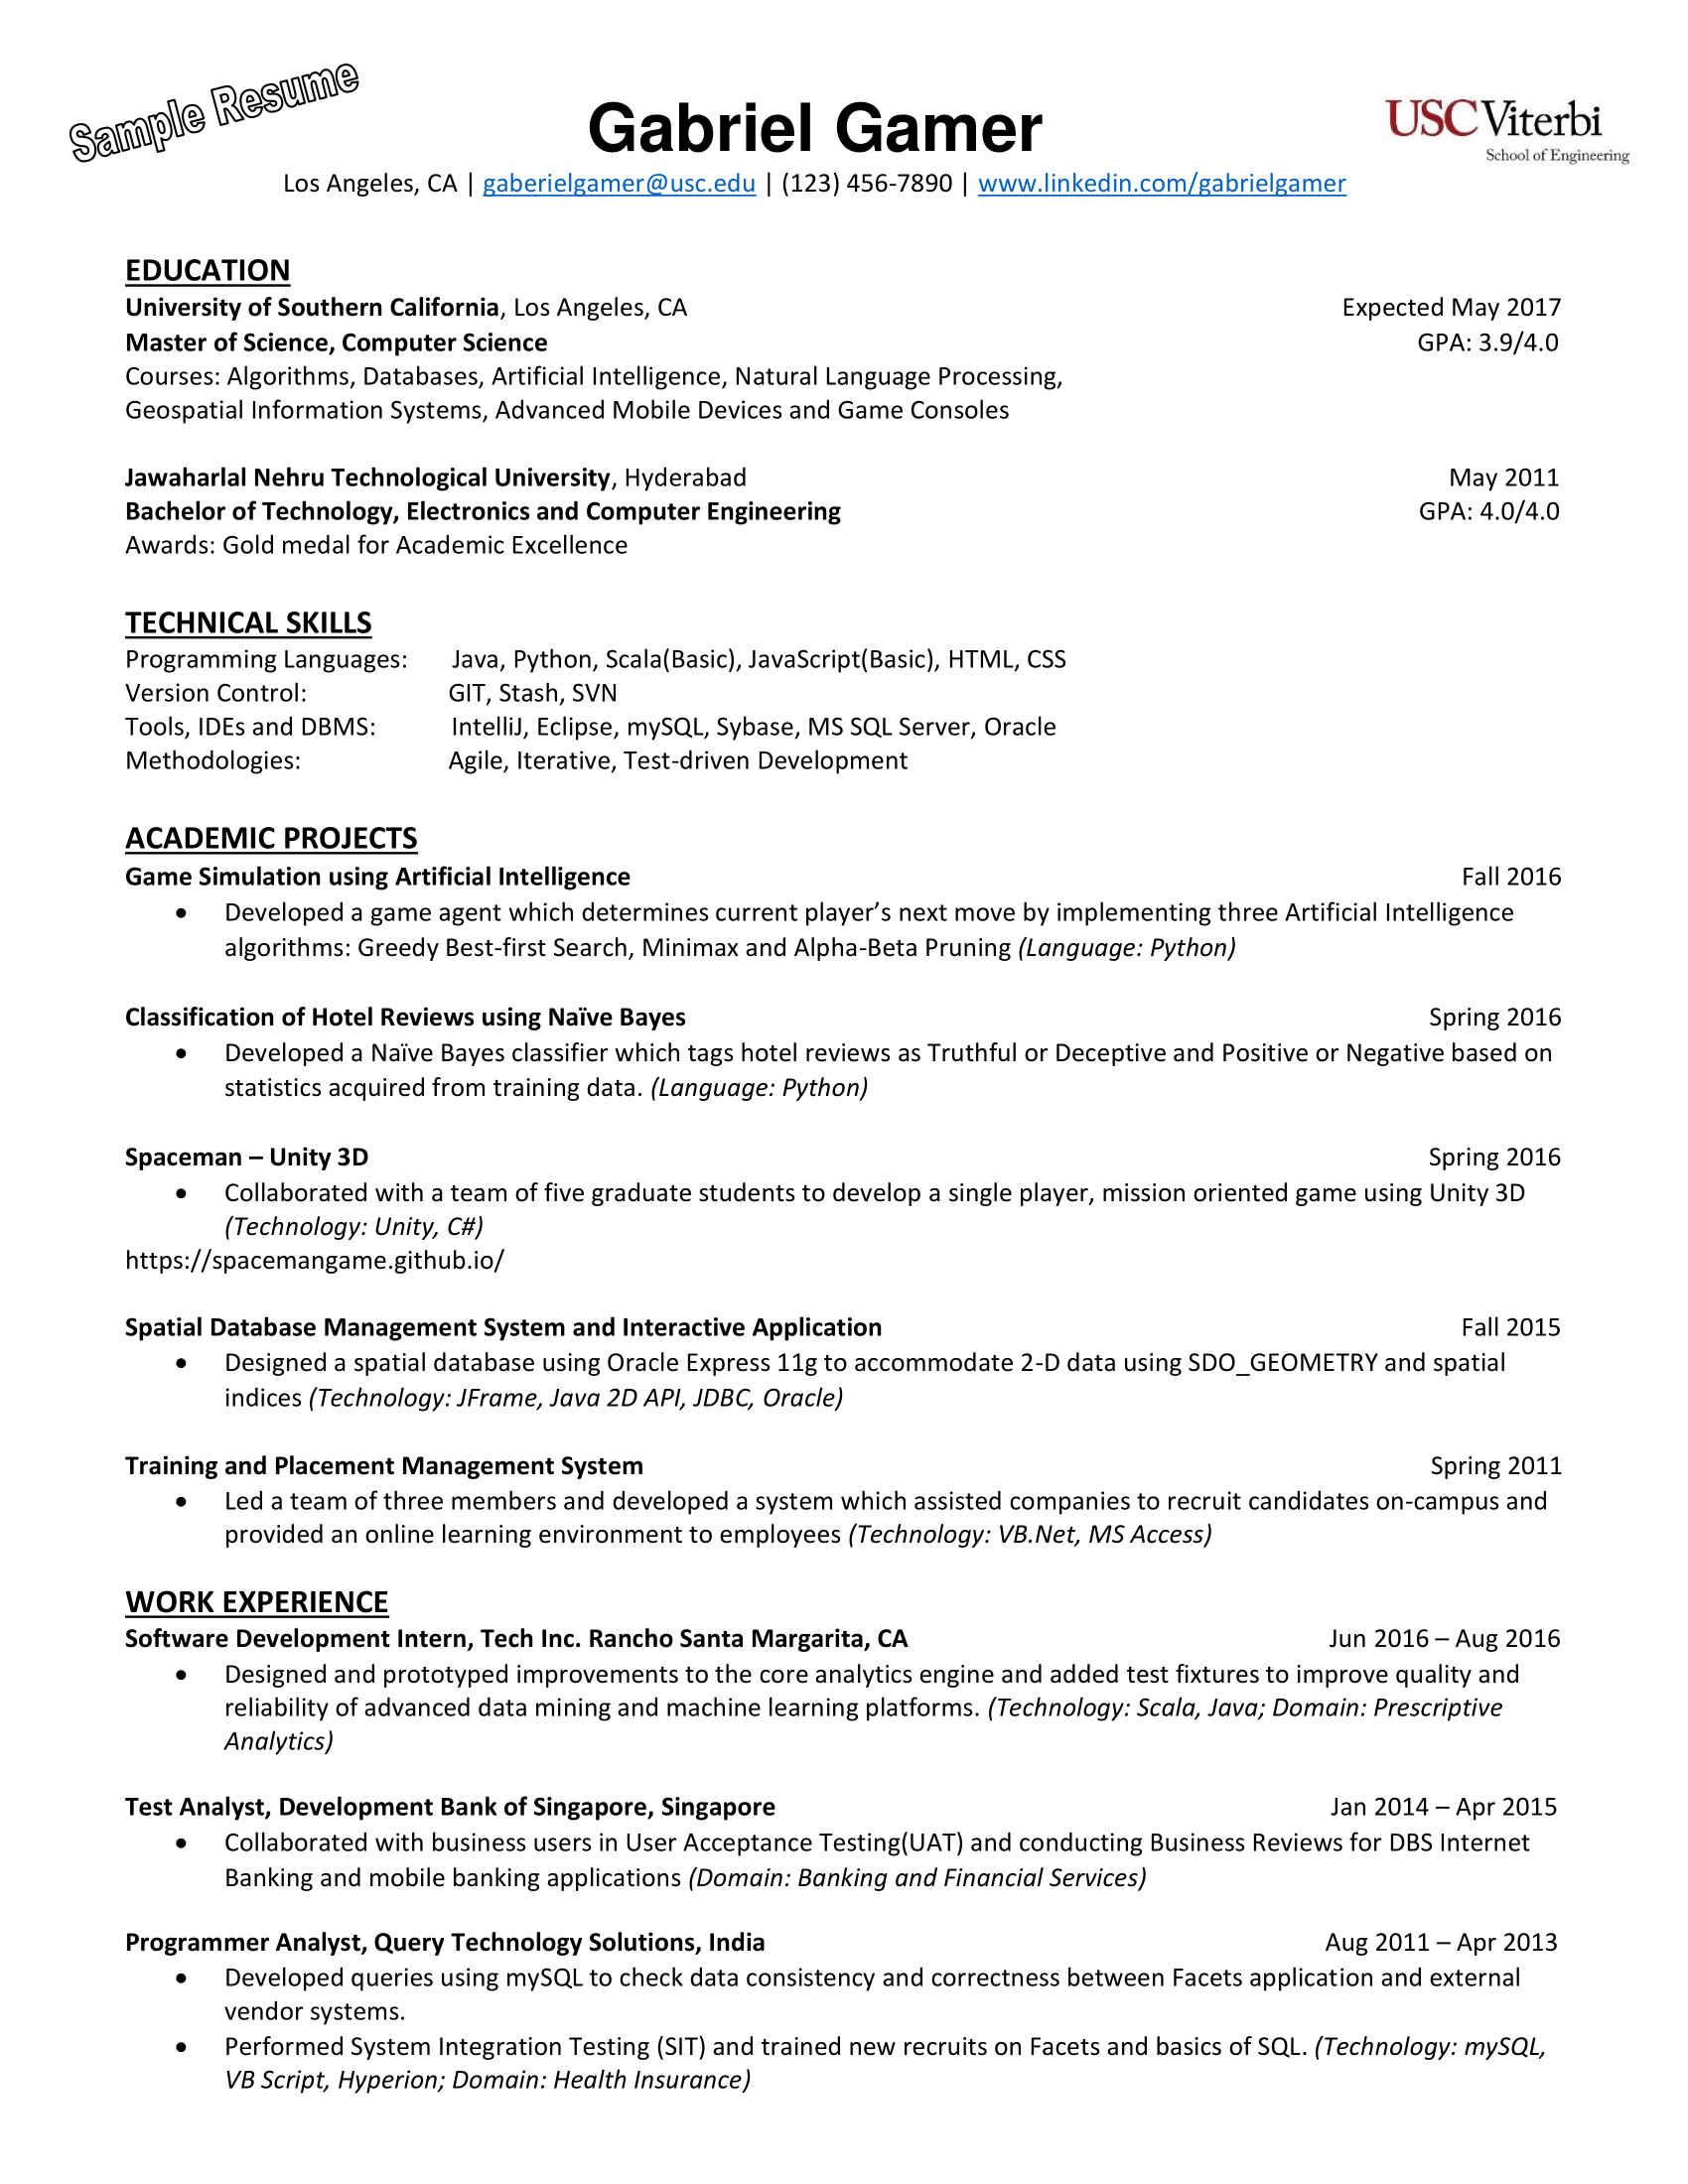 Sample Resume
Gabriel Gamer
USC Viterbi
School of Engineering
Los Angeles, CA | gaberielgamer@usc.edu | (123) 456-7890 | www.linkedin.com/gabrielgamer
EDUCATION
University of Southern California, Los Angeles, CA Expected May 2017
Master of Science, Computer Science GPA: 3.9/4.0
Courses: Algorithms, Databases, Artificial Intelligence, Natural Language Processing,
Geospatial Information Systems, Advanced Mobile Devices and Game Consoles
Jawaharlal Nehru Technological University, Hyderabad May 2011
Bachelor of Technology, Electronics and Computer Engineering GPA: 4.0/4.0
Awards: Gold medal for Academic Excellence
TECHNICAL SKILLS
Programming Languages: Java, Python, Scala(Basic), JavaScript(Basic), HTML, CSS
Version Control: GIT, Stash, SVN
Tools, IDEs and DBMS: IntelliJ, Eclipse, mySQL, Sybase, MS SQL Server, Oracle
Methodologies: Agile, Iterative, Test-driven Development
ACADEMIC PROJECTS
Game Simulation using Artificial Intelligence Fall 2016
• Developed a game agent which determines current player’s next move by implementing three Artificial Intelligence
algorithms: Greedy Best-first Search, Minimax and Alpha-Beta Pruning (Language: Python)
Classification of Hotel Reviews using Naïve Bayes Spring 2016
• Developed a Naïve Bayes classifier which tags hotel reviews as Truthful or Deceptive and Positive or Negative based on
statistics acquired from training data. (Language: Python)
Spaceman – Unity 3D Spring 2016
• Collaborated with a team of five graduate students to develop a single player, mission oriented game using Unity 3D
(Technology: Unity, C#)
https://spacemangame.github.io/
Spatial Database Management System and Interactive Application Fall 2015
• Designed a spatial database using Oracle Express 11g to accommodate 2-D data using SDO_GEOMETRY and spatial
indices (Technology: JFrame, Java 2D API, JDBC, Oracle)
Training and Placement Management System Spring 2011
• Led a team of three members and developed a system which assisted companies to recruit candidates on-campus and
provided an online learning environment to employees (Technology: VB.Net, MS Access)
WORK EXPERIENCE
Software Development Intern, Tech Inc. Rancho Santa Margarita, CA Jun 2016 – Aug 2016
• Designed and prototyped improvements to the core analytics engine and added test fixtures to improve quality and
reliability of advanced data mining and machine learning platforms. (Technology: Scala, Java; Domain: Prescriptive
Analytics)
Test Analyst, Development Bank of Singapore, Singapore Jan 2014 – Apr 2015
• Collaborated with business users in User Acceptance Testing(UAT) and conducting Business Reviews for DBS Internet
Banking and mobile banking applications (Domain: Banking and Financial Services)
Programmer Analyst, Query Technology Solutions, India Aug 2011 – Apr 2013
• Developed queries using mySQL to check data consistency and correctness between Facets application and external
vendor systems.
• Performed System Integration Testing (SIT) and trained new recruits on Facets and basics of SQL. (Technology: mySQL,
VB Script, Hyperion; Domain: Health Insurance)